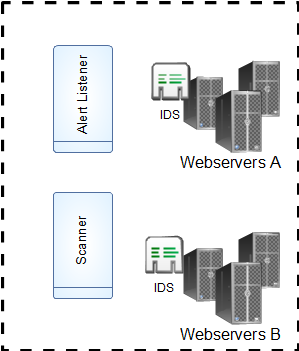 Alert Listener
IDS
Webservers A
Scanner
IDS
Webservers B